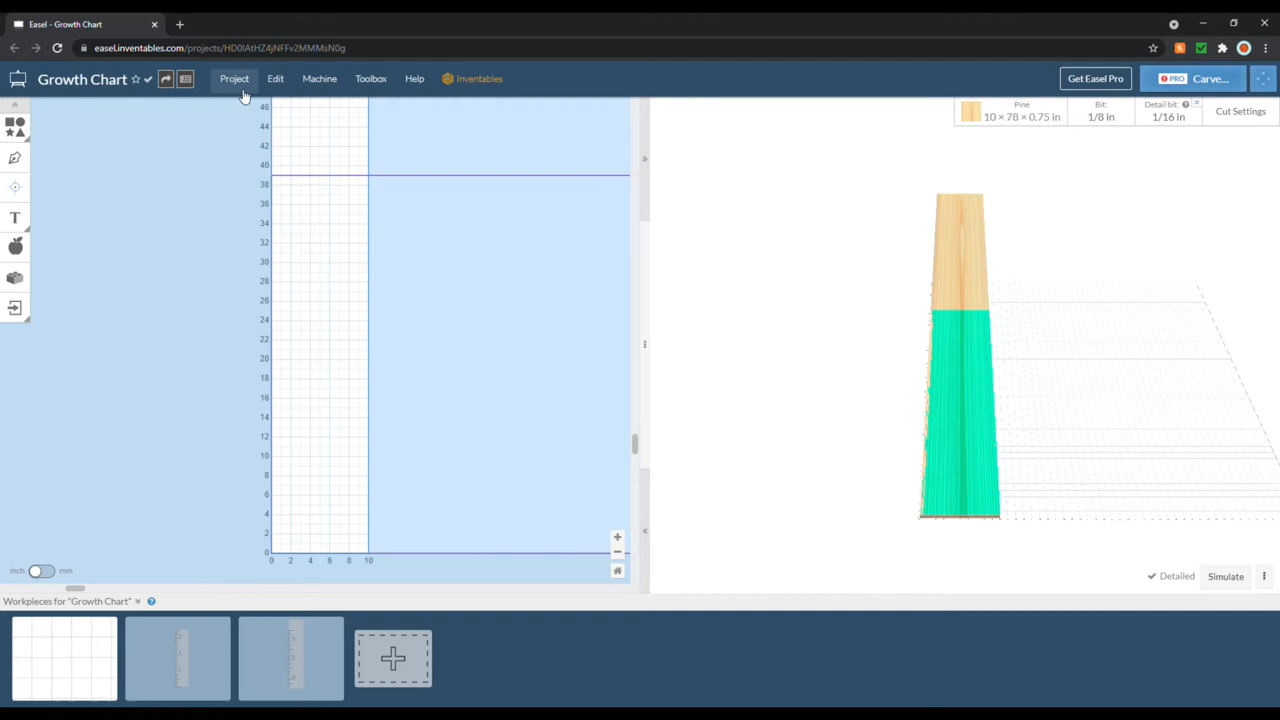 Easel - Growth Chart
easel.inventables.com/projects/HD0lAtHZ4jNFFv2MMMsN0g
Growth Chart
Project
Edit
Machine
Toolbox
Help
Inventables
Get Easel Pro
PRO Carve...
Pine
10 × 78 × 0.75 in
Bit:
1/8 in
Detail bit:
1/16 in
Cut Settings
T
46
44
42
40
38
36
34
32
30
28
26
24
22
20
18
16
14
12
10
8
6
4
2
0
0 2 4 6 8 10
inch mm
Detailed
Simulate
Workpieces for "Growth Chart"